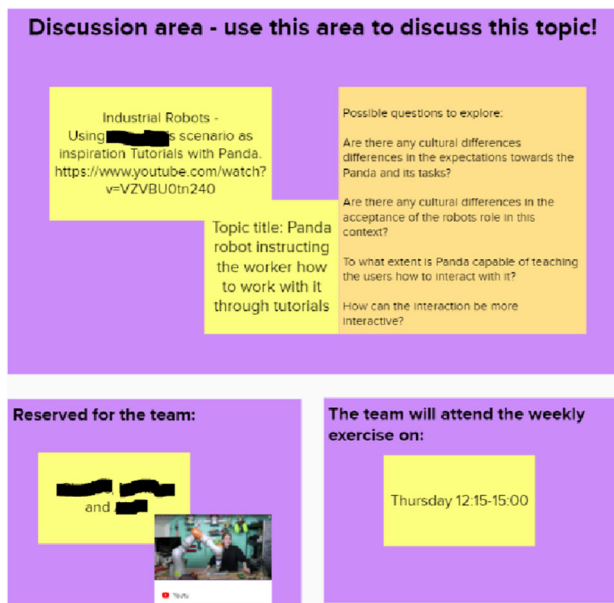 Discussion area - use this area to discuss this topic!
Industrial Robots -
Using 's scenario as
inspiration Tutorials with Panda.
https://www.youtube.com/watch?
v=VZVBU0tn240
Topic title: Panda
robot instructing
the worker how
to work with it
through tutorials
Possible questions to explore:
Are there any cultural differences
differences in the expectations towards the
Panda and its tasks?
Are there any cultural differences in the
acceptance of the robots role in this
context?
To what extent is Panda capable of teaching
the users how to interact with it?
How can the interaction be more
interactive?
Reserved for the team:
and
The team will attend the weekly
exercise on:
Thursday 12:15-15:00